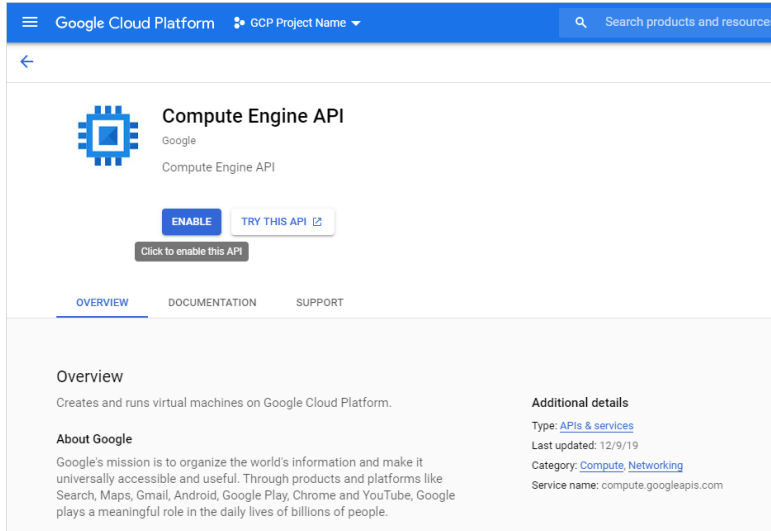 Google Cloud Platform
GCP Project Name
Search products and resources
Compute Engine API
Google
Compute Engine API
ENABLE
TRY THIS API
Click to enable this API
OVERVIEW
DOCUMENTATION
SUPPORT
Overview
Creates and runs virtual machines on Google Cloud Platform.
About Google
Google's mission is to organize the world's information and make it
universally accessible and useful. Through products and platforms like
Search, Maps, Gmail, Android, Google Play, Chrome and YouTube, Google
plays a meaningful role in the daily lives of billions of people.
Additional details
Type: APIs & services
Last updated: 12/9/19
Category: Compute, Networking
Service name: compute.googleapis.com